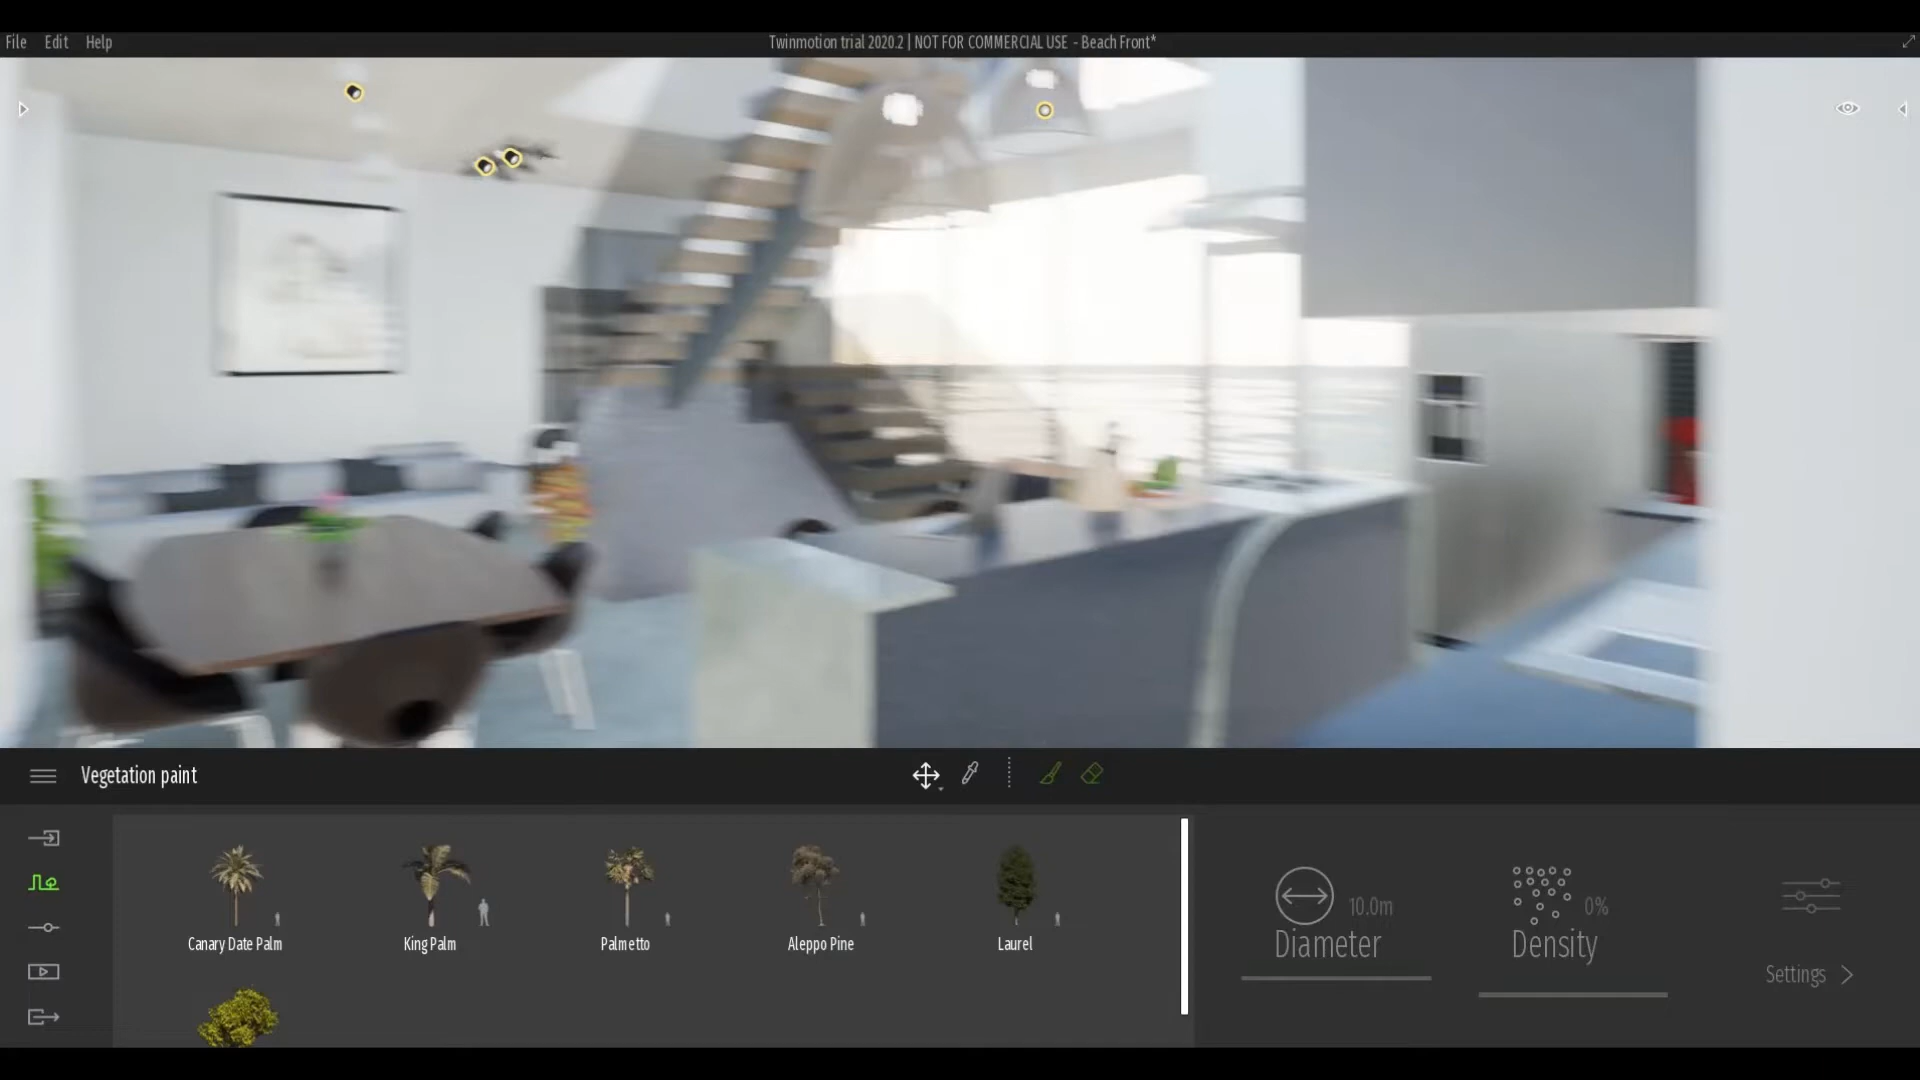 File Edit Help
Twinmotion trial 2020.2 | NOT FOR COMMERCIAL USE - Beach Front*
Vegetation paint
Canary Date Palm
King Palm
Palmetto
Aleppo Pine
Laurel
10.0m
Diameter
0%
Density
Settings